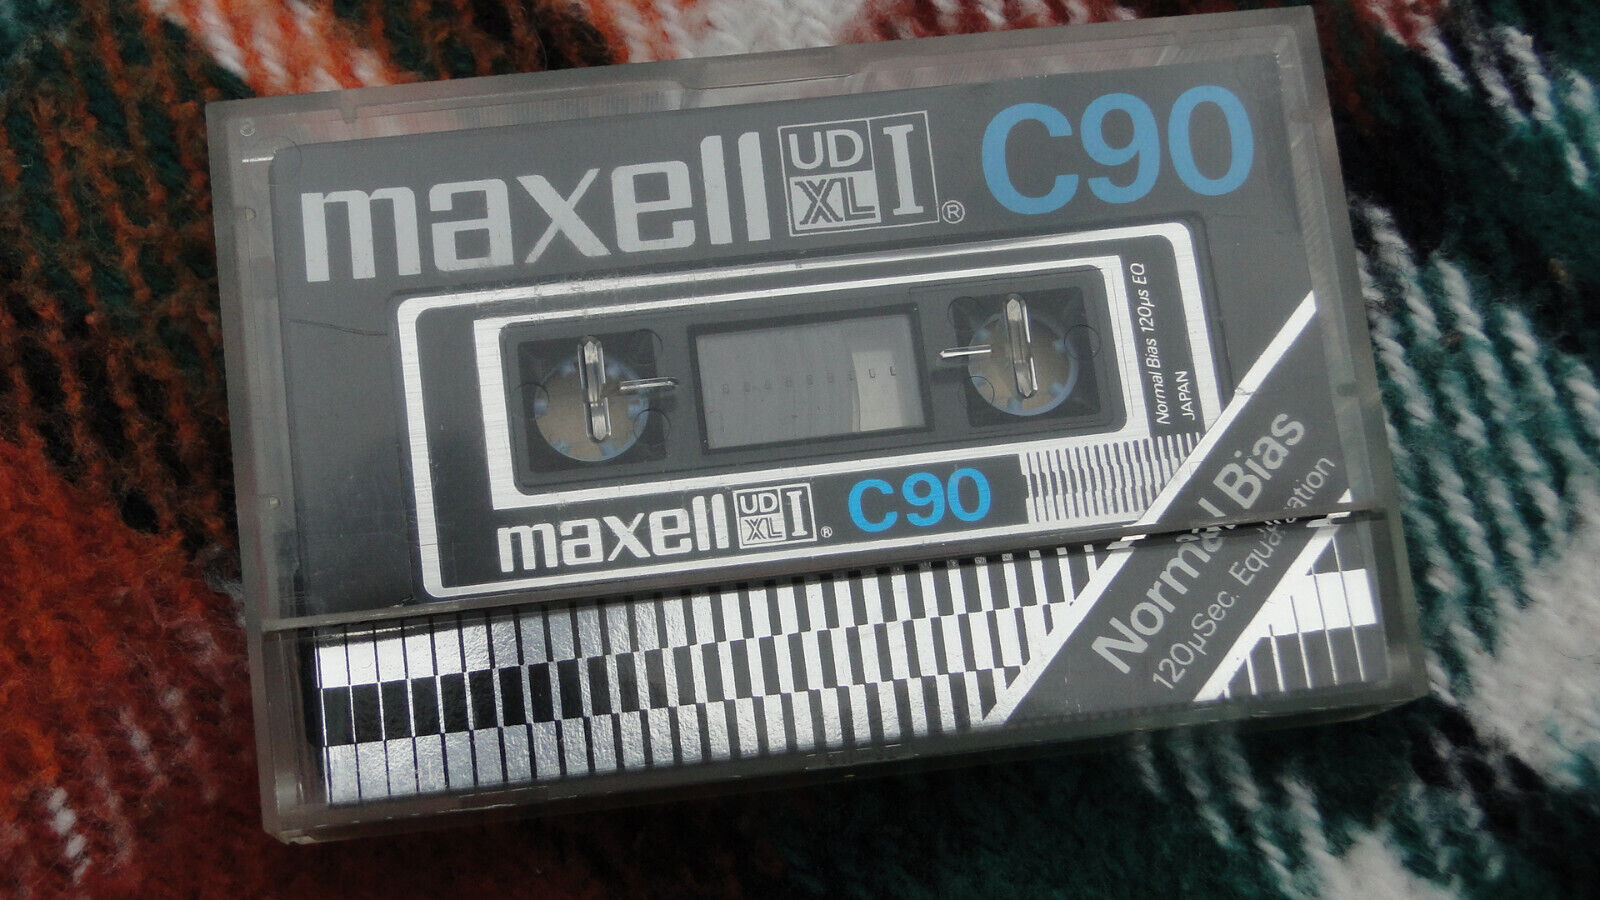 maxell UD XL I ® C90
Normal Bias 120µs EQ
JAPAN
maxell UD XL I ® C90
Normal Bias
120µSec. Equalization